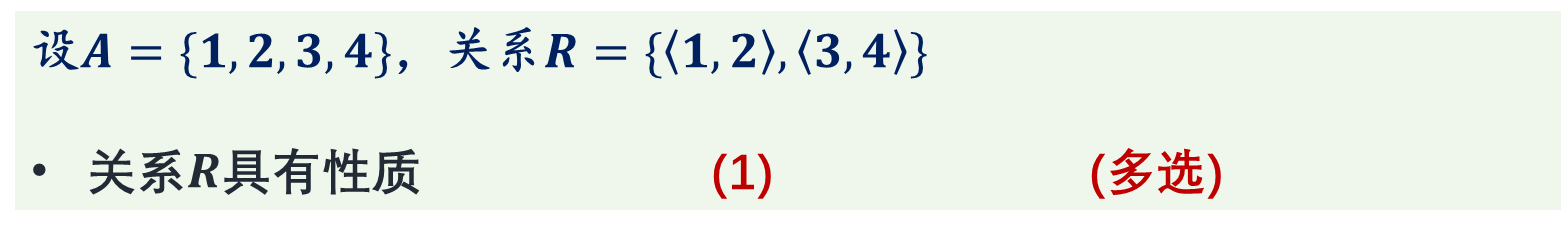 设A = {1, 2, 3, 4}，关系R = {⟨1, 2⟩, ⟨3, 4⟩}
• 关系R具有性质 (1) (多选)